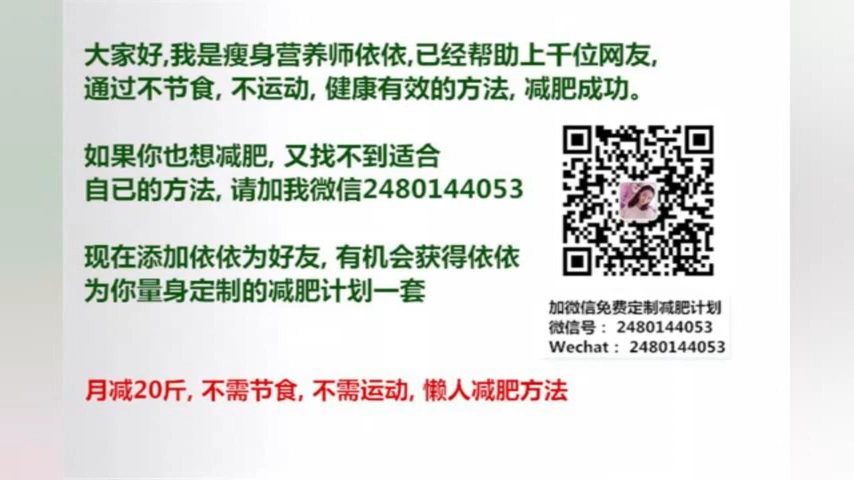 大家好,我是瘦身营养师依依,已经帮助上千位网友,
通过不节食, 不运动, 健康有效的方法, 减肥成功。
如果你也想减肥, 又找不到适合
自己的方法, 请加我微信2480144053
现在添加依依为好友, 有机会获得依依
为你量身定制的减肥计划一套
加微信免费定制减肥计划
微信号： 2480144053
Wechat： 2480144053
月减20斤, 不需节食, 不需运动, 懒人减肥方法